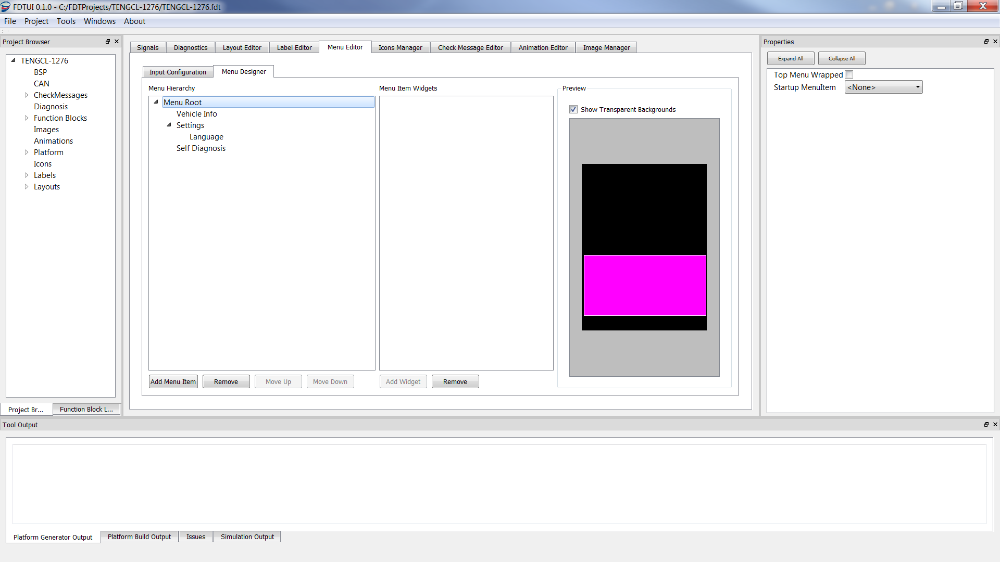 FDTUI 0.1.0 - C:/FDTProjects/TENGCL-1276/TENGCL-1276.fdt
File Project Tools Windows About
Project Browser
TENGCL-1276
BSP
CAN
CheckMessages
Diagnosis
Function Blocks
Images
Animations
Platform
Icons
Labels
Layouts
Project Br...
Function Block L...
Signals Diagnostics Layout Editor Label Editor Menu Editor Icons Manager Check Message Editor Animation Editor Image Manager
Input Configuration Menu Designer
Menu Hierarchy
Menu Root
Vehicle Info
Settings
Language
Self Diagnosis
Add Menu Item Remove Move Up Move Down
Menu Item Widgets
Add Widget Remove
Preview
Show Transparent Backgrounds
Properties
Expand All Collapse All
Top Menu Wrapped
Startup MenuItem <None>
Tool Output
Platform Generator Output Platform Build Output Issues Simulation Output